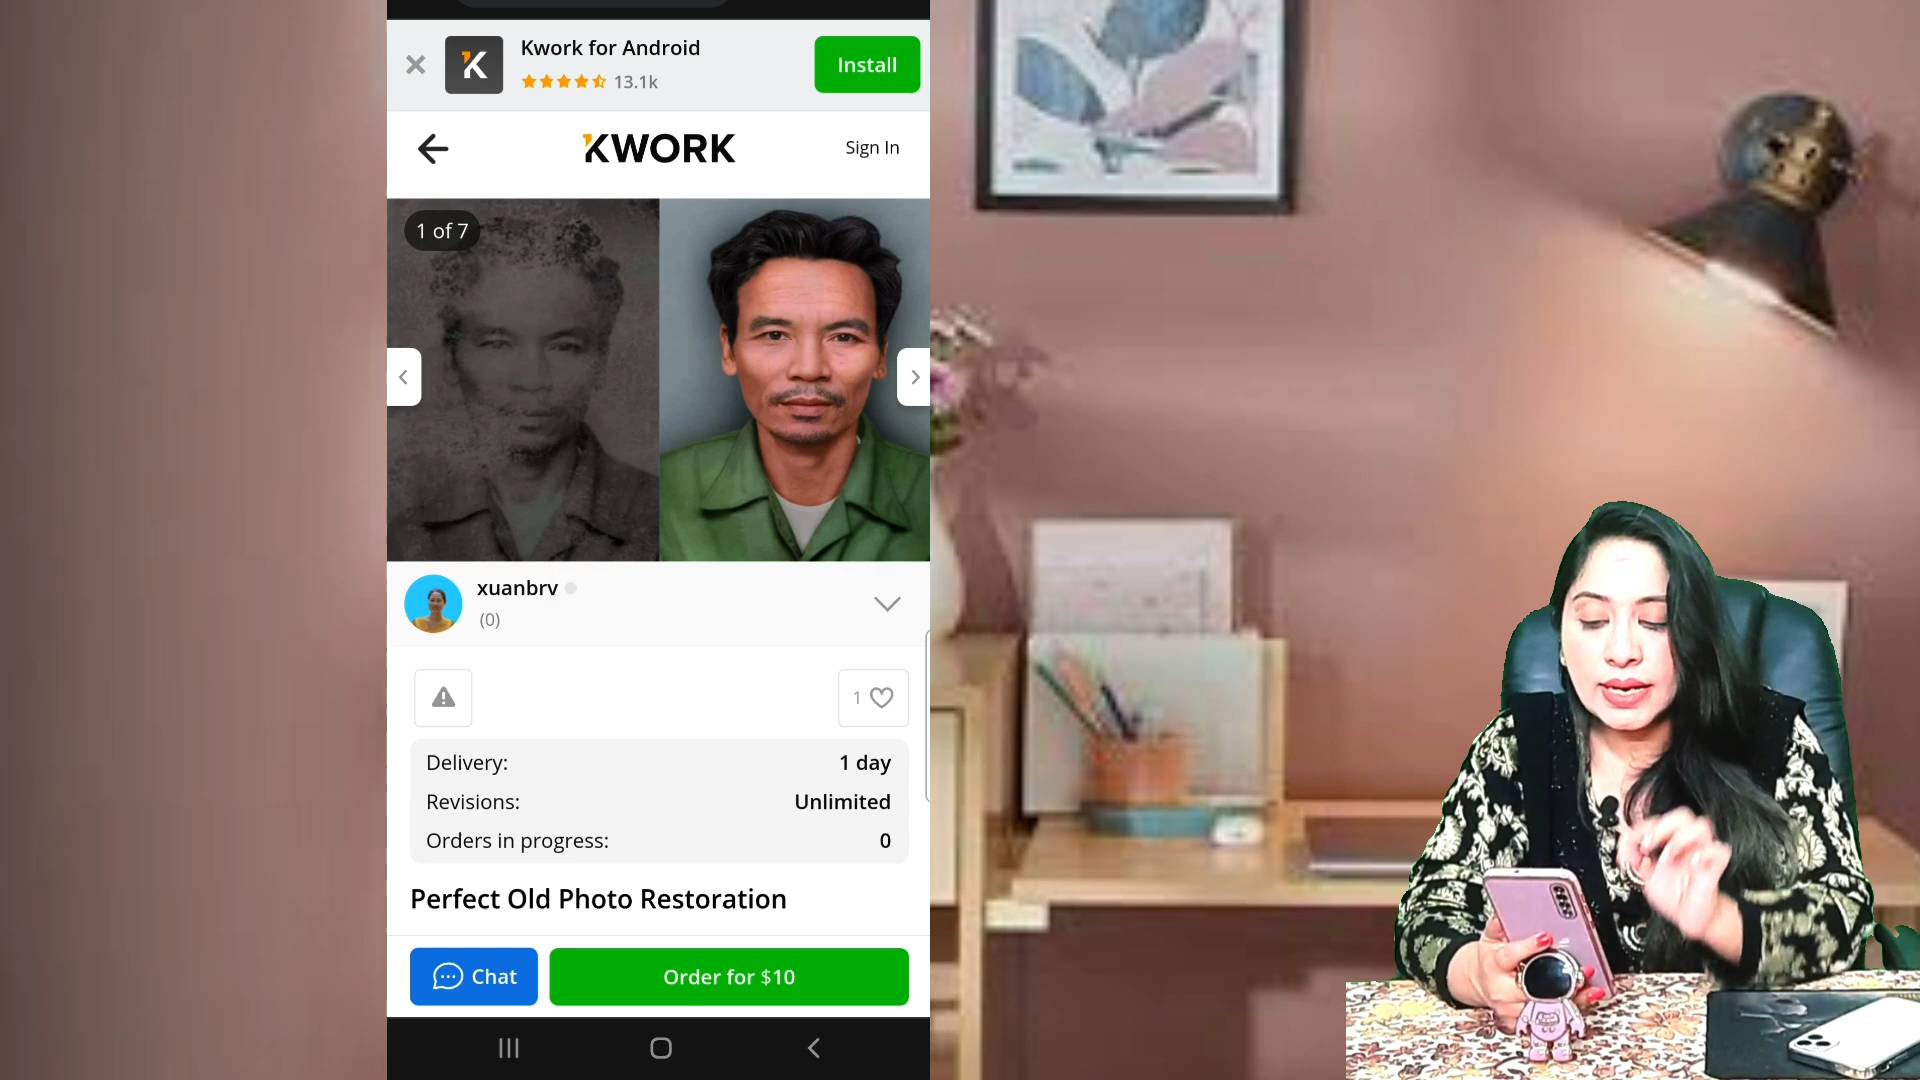 Kwork for Android
13.1k
Install
KWORK
Sign In
1 of 7
xuanbrv
(0)
1
Delivery: 1 day
Revisions: Unlimited
Orders in progress: 0
Perfect Old Photo Restoration
Chat
Order for $10